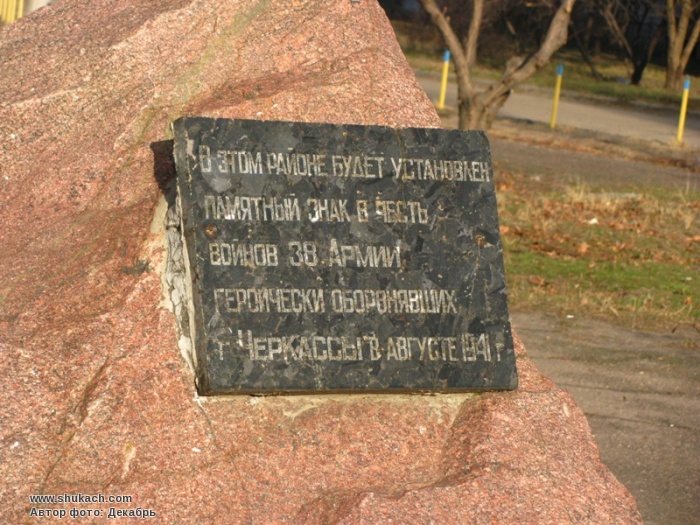 В ЭТОМ РАЙОНЕ БУДЕТ УСТАНОВЛЕН
ПАМЯТНЫЙ ЗНАК В ЧЕСТЬ
ВОИНОВ 38 АРМИИ,
ГЕРОИЧЕСКИ ОБОРОНЯВШИХ
г ЧЕРКАССЫ В АВГУСТЕ 1941 г
www.shukach.com
Автор фото: Декабрь